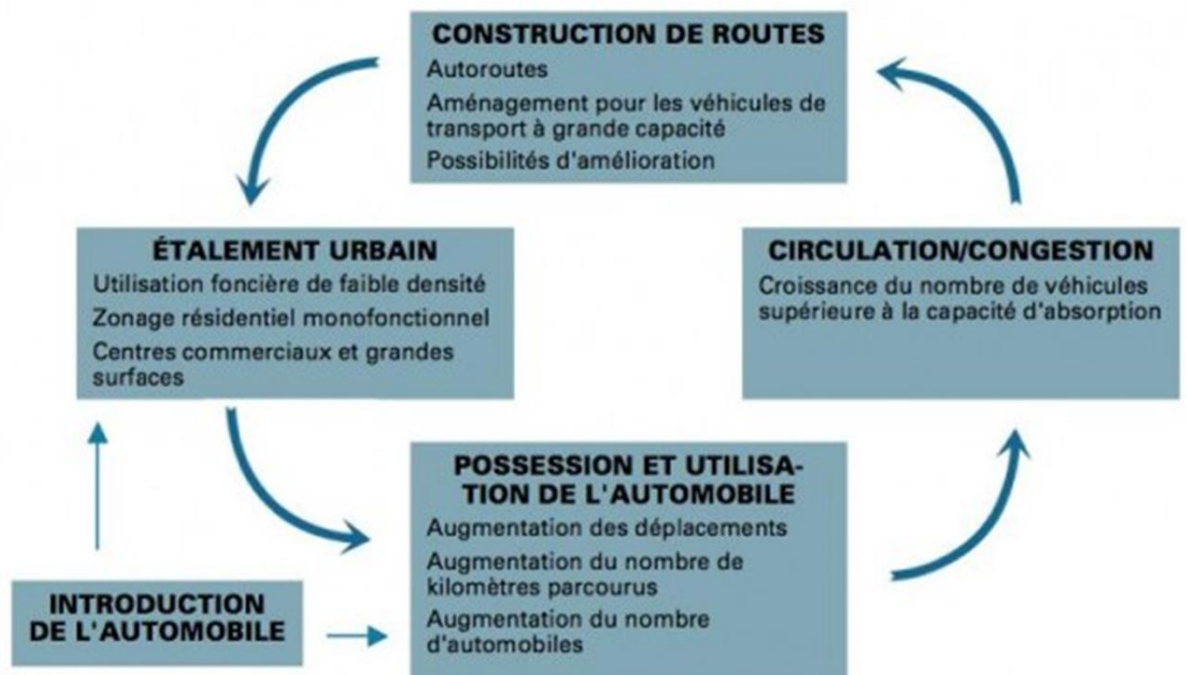 CONSTRUCTION DE ROUTES
Autoroutes
Aménagement pour les véhicules de
transport à grande capacité
Possibilités d'amélioration
ÉTALEMENT URBAIN
Utilisation foncière de faible densité
Zonage résidentiel monofonctionnel
Centres commerciaux et grandes
surfaces
CIRCULATION/CONGESTION
Croissance du nombre de véhicules
supérieure à la capacité d'absorption
POSSESSION ET UTILISA-
TION DE L'AUTOMOBILE
Augmentation des déplacements
Augmentation du nombre de
kilomètres parcourus
Augmentation du nombre
d'automobiles
INTRODUCTION
DE L'AUTOMOBILE